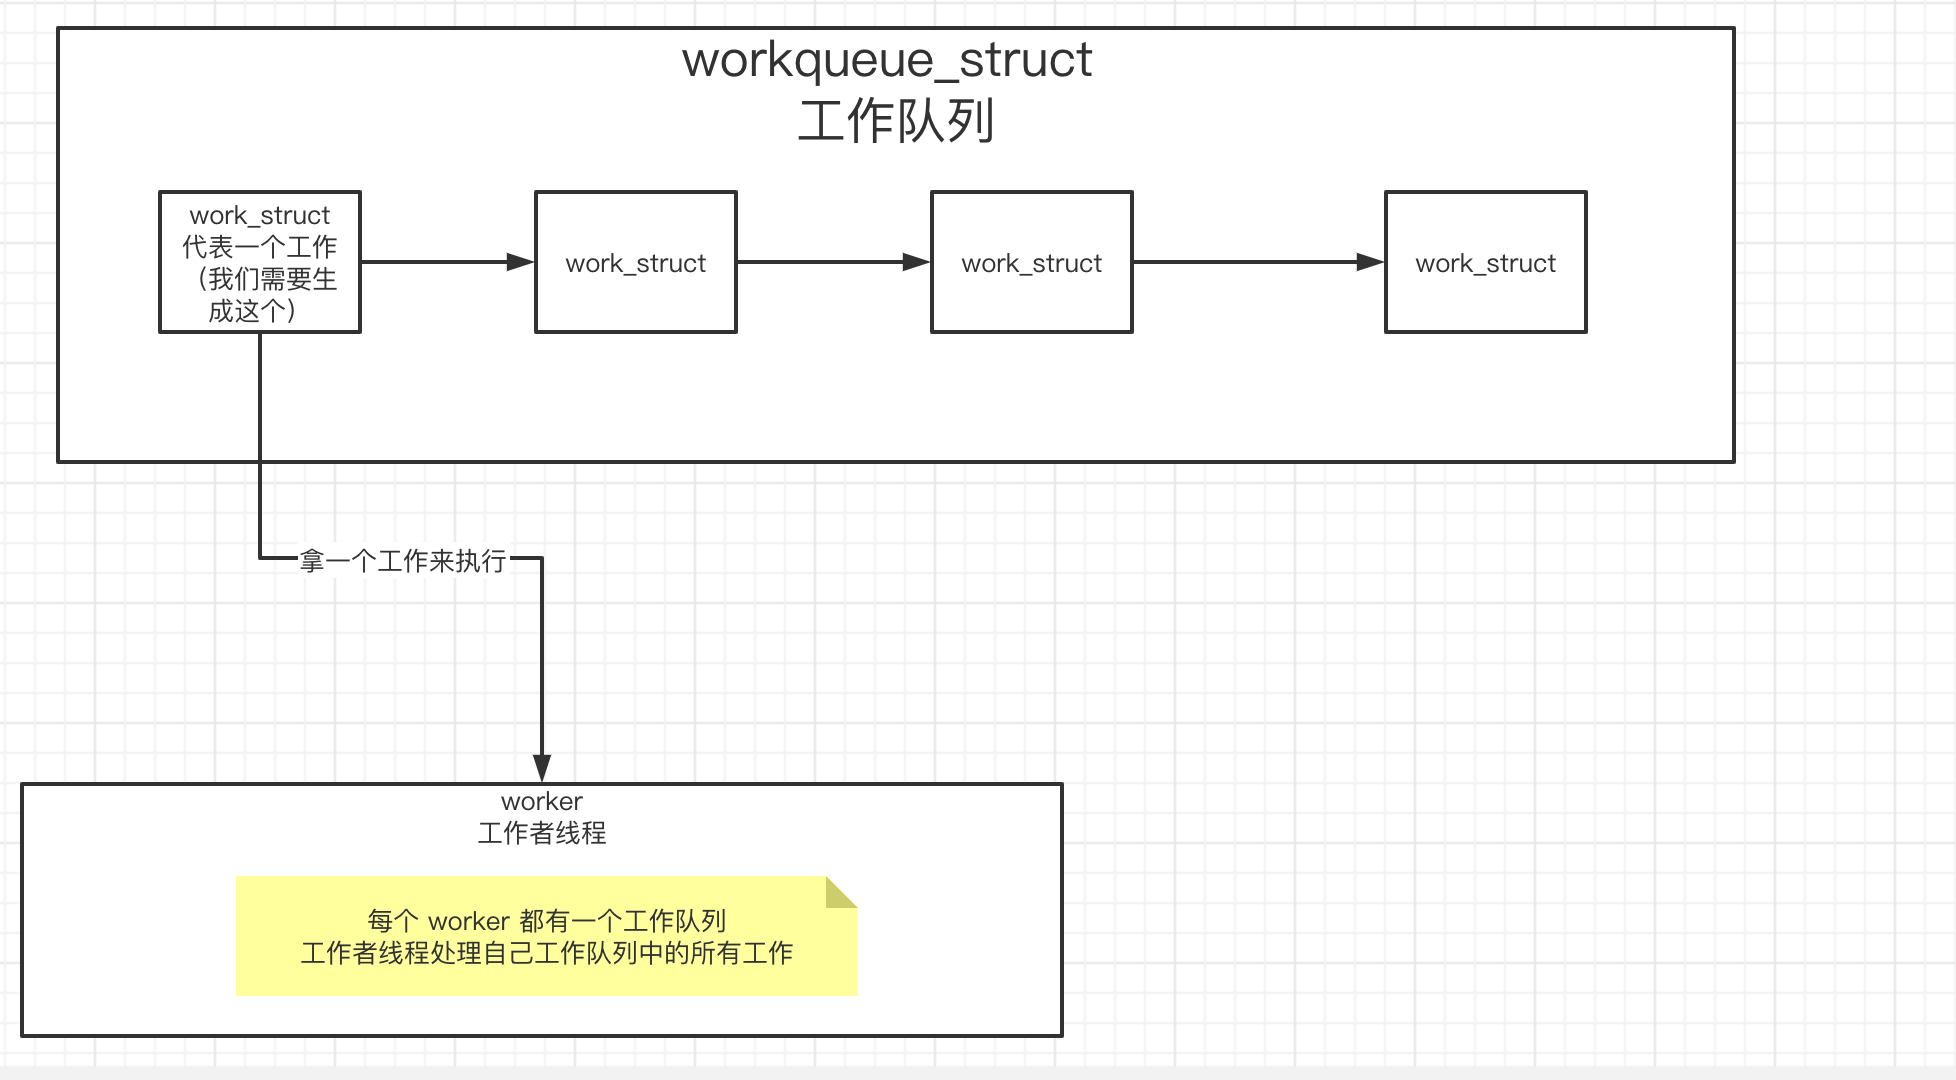 workqueue_struct
工作队列
work_struct
代表一个工作
（我们需要生
成这个）
work_struct
work_struct
work_struct
拿一个工作来执行
worker
工作者线程
每个 worker 都有一个工作队列
工作者线程处理自己工作队列中的所有工作